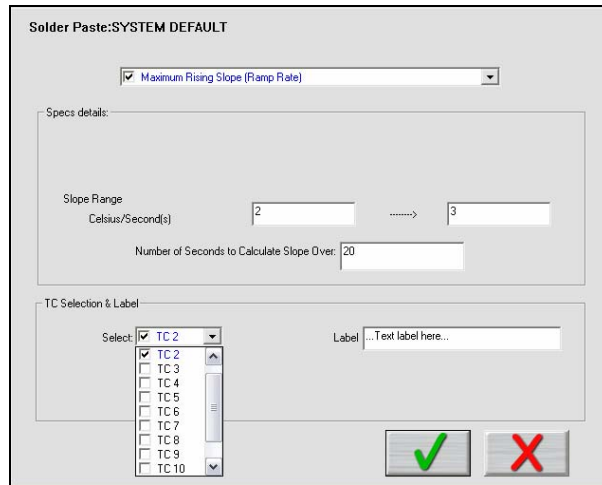 Solder Paste:SYSTEM DEFAULT
Maximum Rising Slope (Ramp Rate)
Specs details:
Slope Range
Celsius/Second(s)
2
-------->
3
Number of Seconds to Calculate Slope Over:
20
TC Selection & Label
Select:
TC 2
Label
...Text label here...
TC 2
TC 3
TC 4
TC 5
TC 6
TC 7
TC 8
TC 9
TC 10